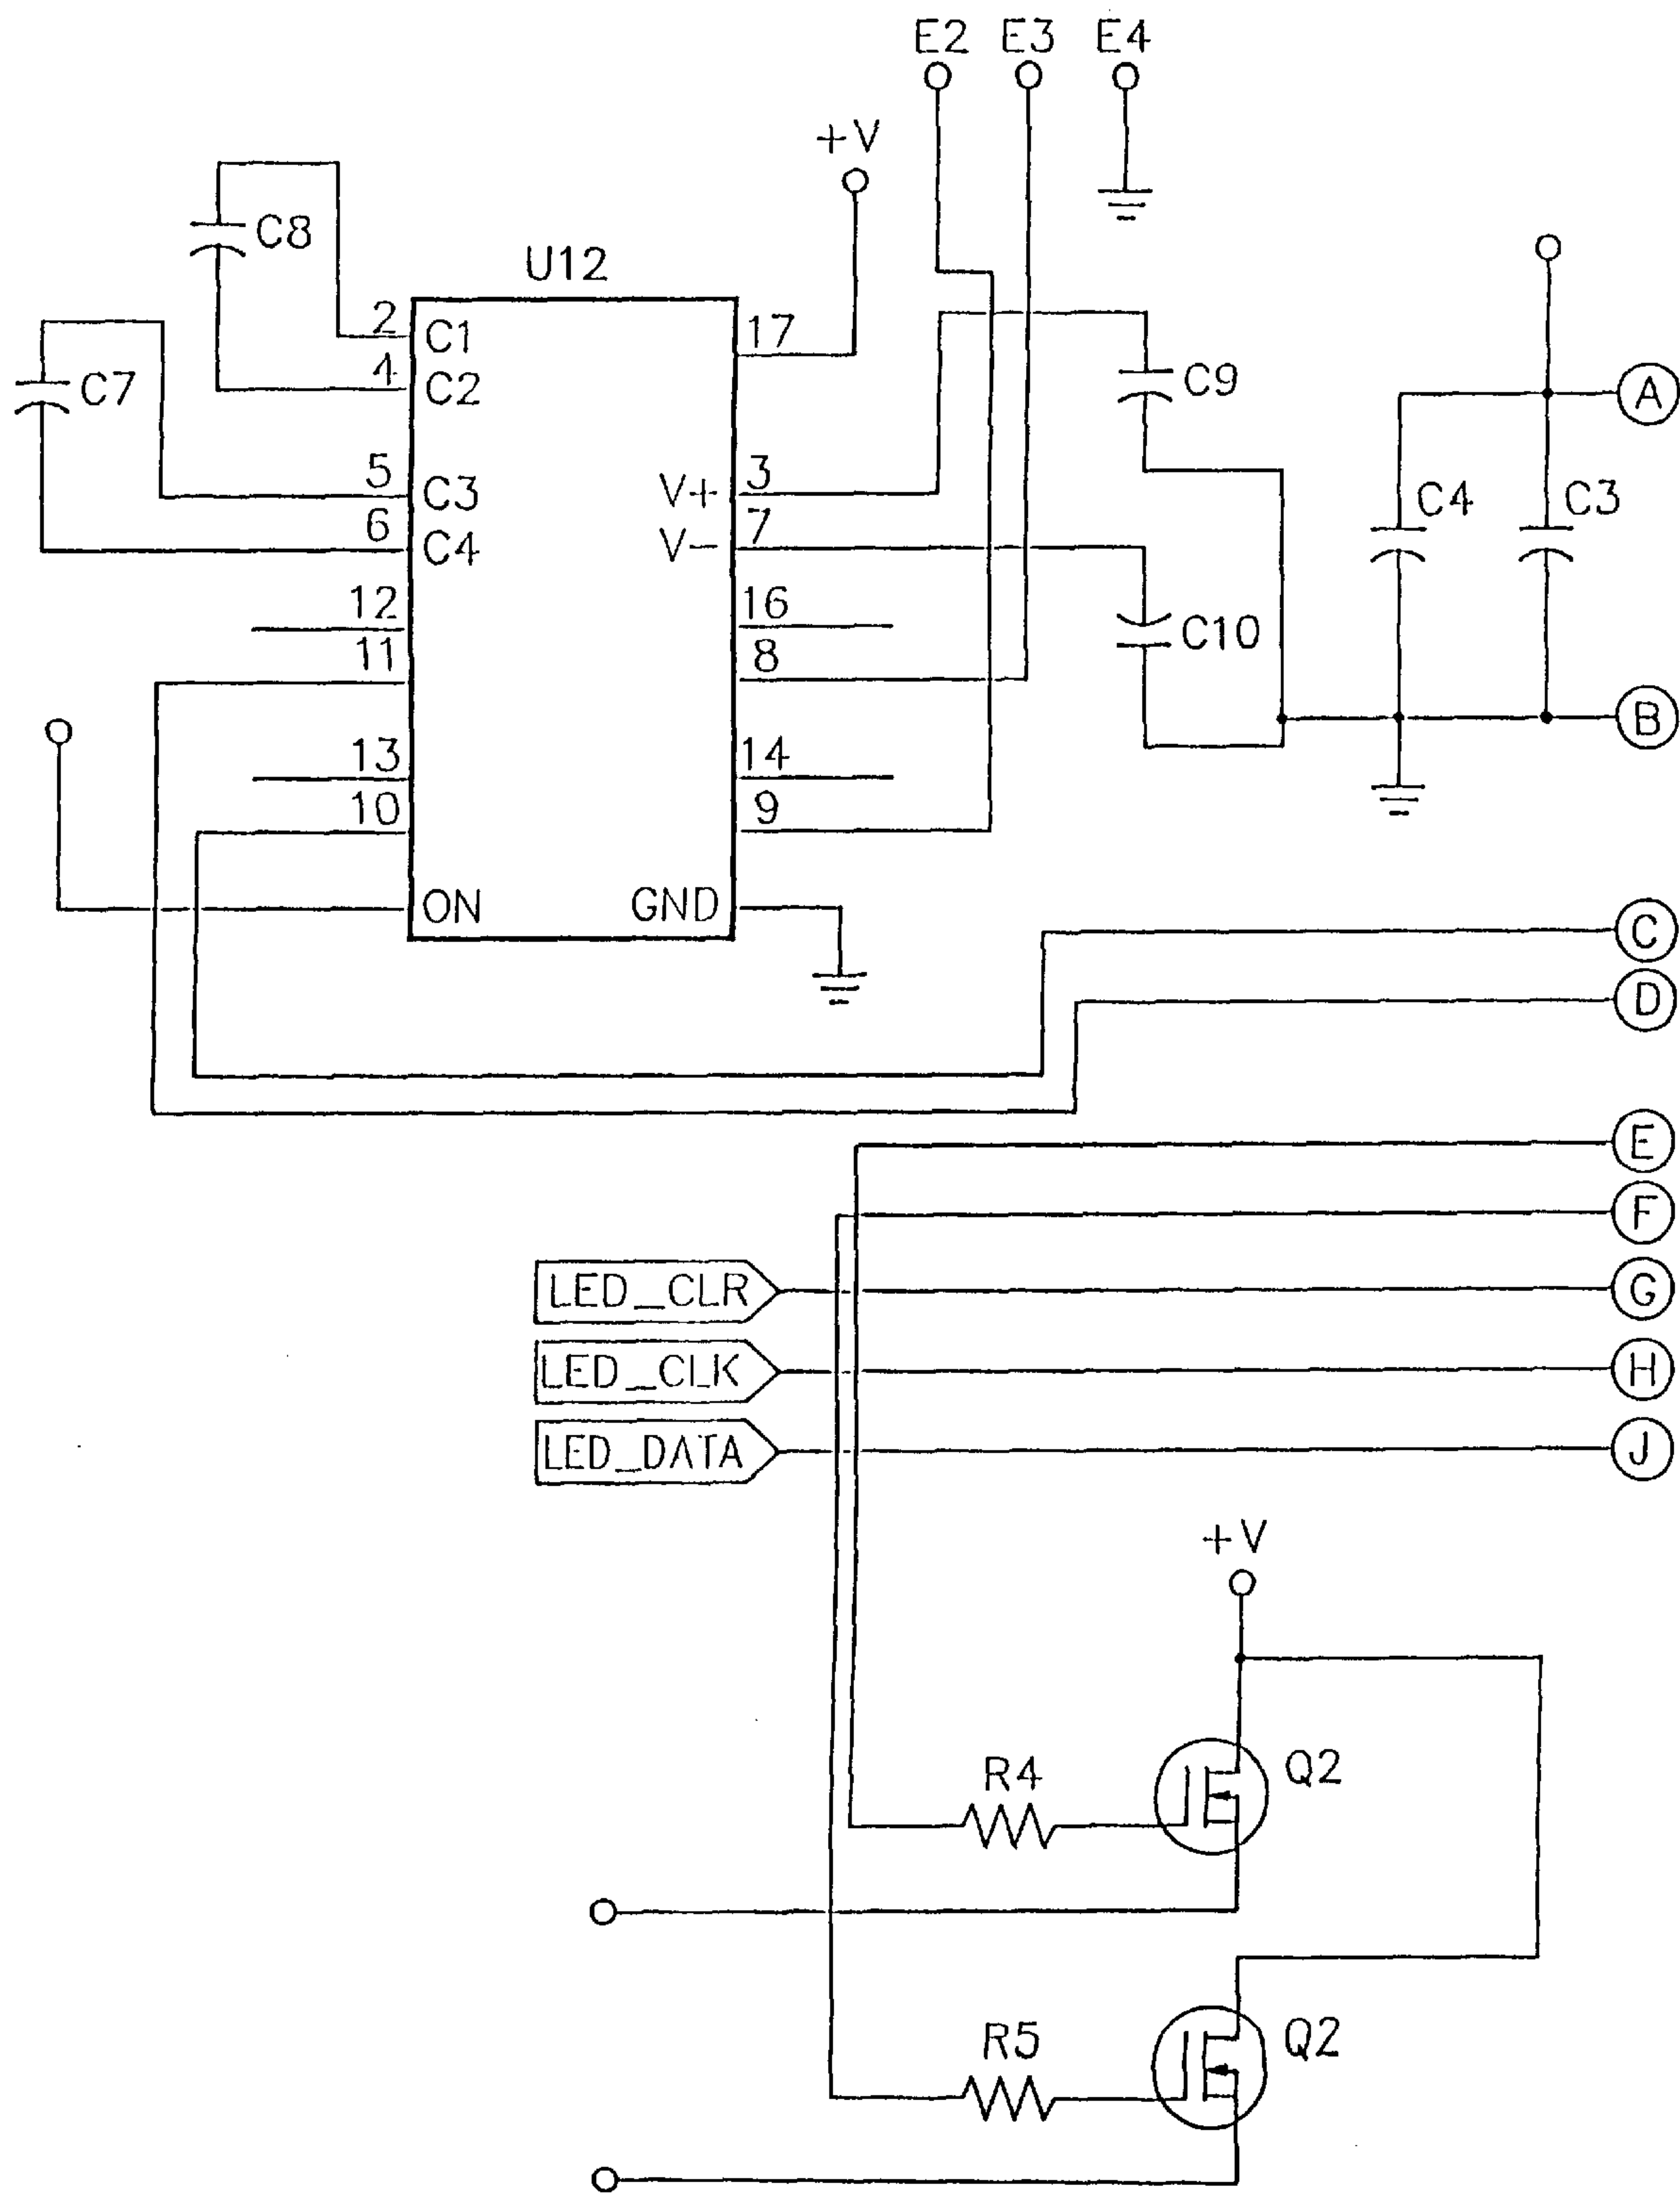 E2 E3 E4
+V
C8
U12
2 C1 17
4 C2
C7
C9
A
5 C3 V+ 3
C4 C3
6 C4 V− 7
12 16
C10
11 8
B
13 14
10 9
ON GND
C
D
E
F
LED_CLR G
LED_CLK H
LED_DATA J
+V
R4 Q2
R5 Q2